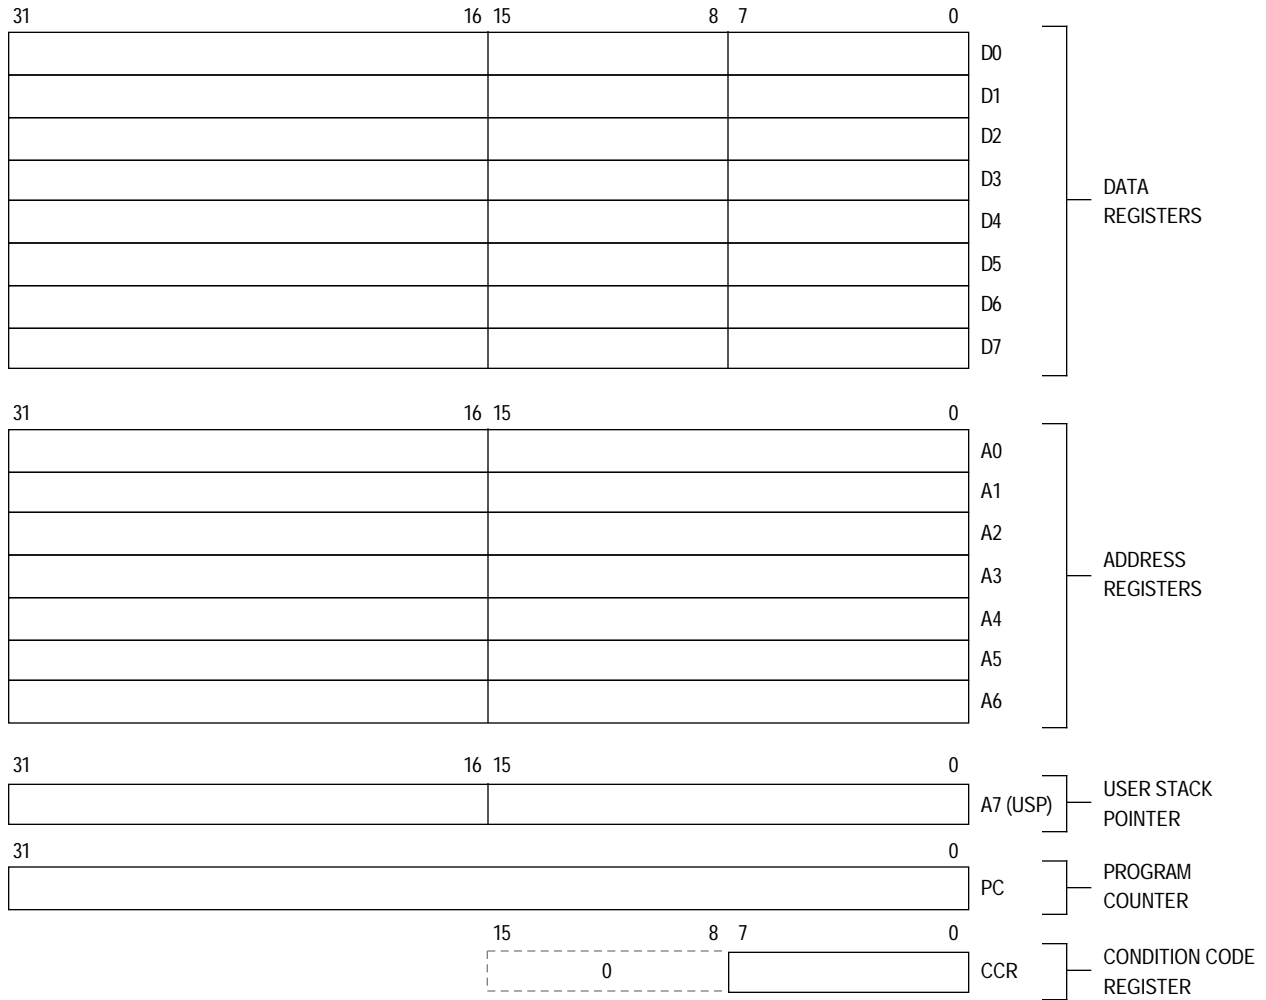 31 16 15 8 7 0
D0
D1
D2
D3
D4
D5
D6
D7
DATA
REGISTERS
31 16 15 0
A0
A1
A2
A3
A4
A5
A6
ADDRESS
REGISTERS
31 16 15 0
A7 (USP)
USER STACK
POINTER
31 0
PC
PROGRAM
COUNTER
15 8 7 0
0
CCR
CONDITION CODE
REGISTER